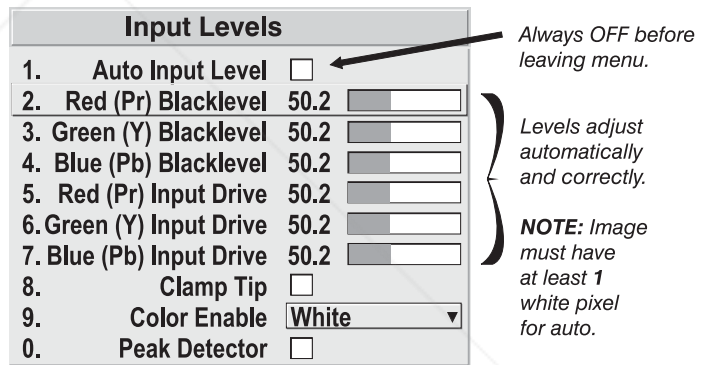 Input Levels
1. Auto Input Level
2. Red (Pr) Blacklevel 50.2
3. Green (Y) Blacklevel 50.2
4. Blue (Pb) Blacklevel 50.2
5. Red (Pr) Input Drive 50.2
6. Green (Y) Input Drive 50.2
7. Blue (Pb) Input Drive 50.2
8. Clamp Tip
9. Color Enable White
0. Peak Detector
Always OFF before
leaving menu.
Levels adjust
automatically
and correctly.
NOTE: Image
must have
at least 1
white pixel
for auto.